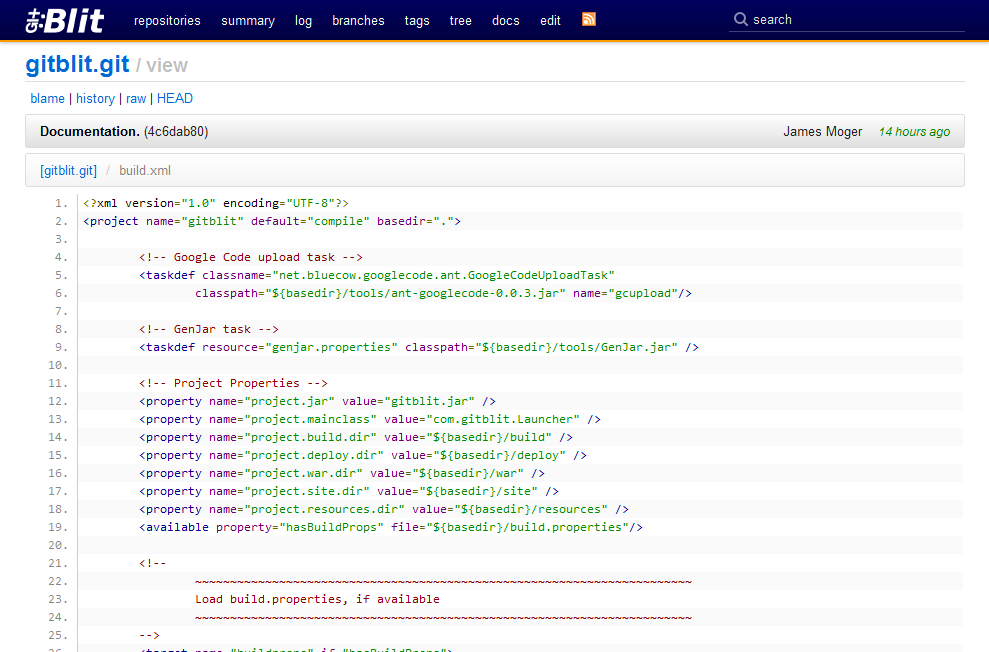 Blit repositories summary log branches tags tree docs edit search
gitblit.git / view
blame | history | raw | HEAD
Documentation. (4c6dab80) James Moger 14 hours ago
[gitblit.git] / build.xml
1. <?xml version="1.0" encoding="UTF-8"?>
2. <project name="gitblit" default="compile" basedir=".">
3.
4. <!-- Google Code upload task -->
5. <taskdef classname="net.bluecow.googlecode.ant.GoogleCodeUploadTask"
6. classpath="${basedir}/tools/ant-googlecode-0.0.3.jar" name="gcupload"/>
7.
8. <!-- GenJar task -->
9. <taskdef resource="genjar.properties" classpath="${basedir}/tools/GenJar.jar" />
10.
11. <!-- Project Properties -->
12. <property name="project.jar" value="gitblit.jar" />
13. <property name="project.mainclass" value="com.gitblit.Launcher" />
14. <property name="project.build.dir" value="${basedir}/build" />
15. <property name="project.deploy.dir" value="${basedir}/deploy" />
16. <property name="project.war.dir" value="${basedir}/war" />
17. <property name="project.site.dir" value="${basedir}/site" />
18. <property name="project.resources.dir" value="${basedir}/resources" />
19. <available property="hasBuildProps" file="${basedir}/build.properties"/>
20.
21. <!--
22. ~~~~~~~~~~~~~~~~~~~~~~~~~~~~~~~~~~~~~~~~~~~~~~~~~~~~~~~~~~~~~~~~~~~~~~~
23. Load build.properties, if available
24. ~~~~~~~~~~~~~~~~~~~~~~~~~~~~~~~~~~~~~~~~~~~~~~~~~~~~~~~~~~~~~~~~~~~~~~~
25. -->
26. <target name="buildprops" if="hasBuildProps">